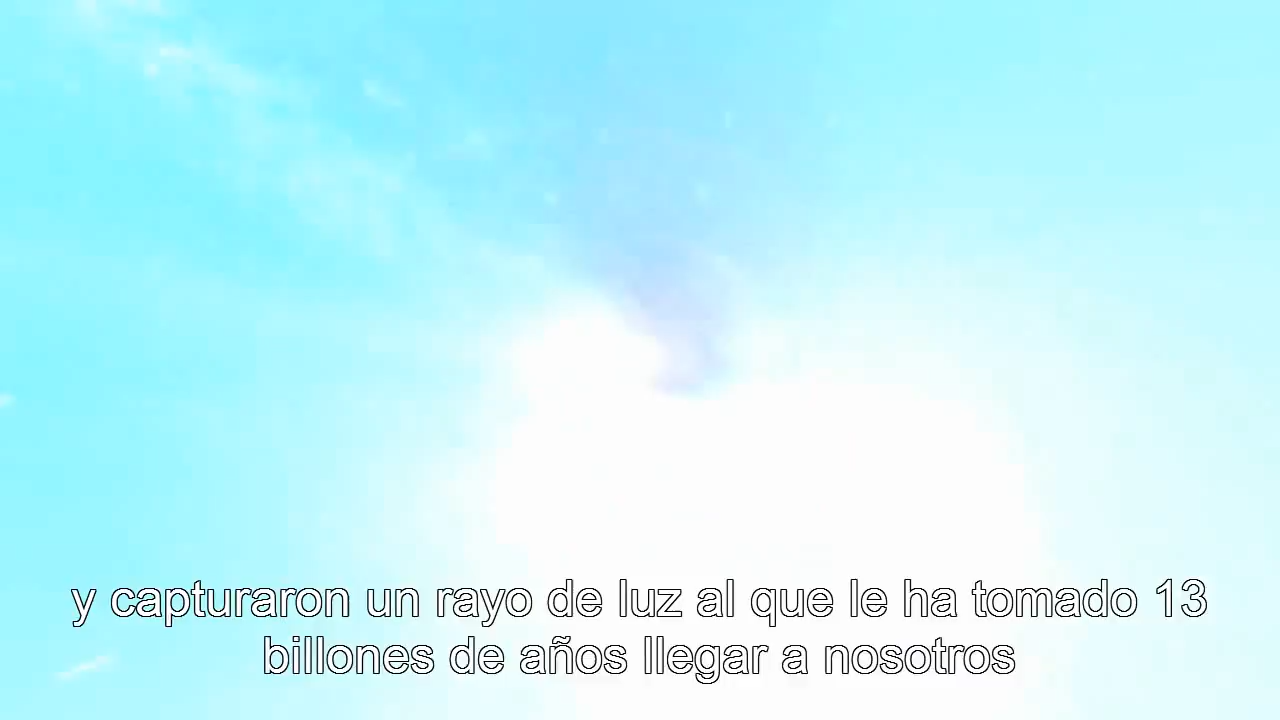 y capturaron un rayo de luz al que le ha tomado 13
billones de años llegar a nosotros